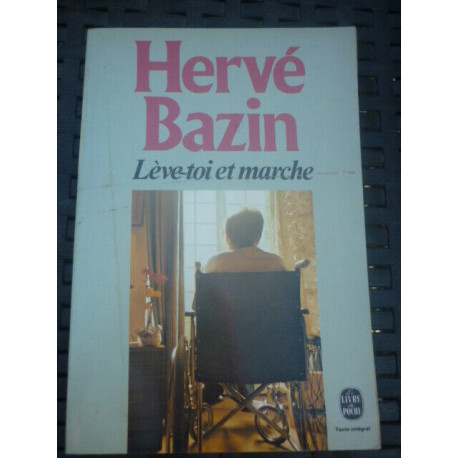 Hervé
Bazin
Lève-toi et marche
LE LIVRE
DE POCHE
Texte intégral